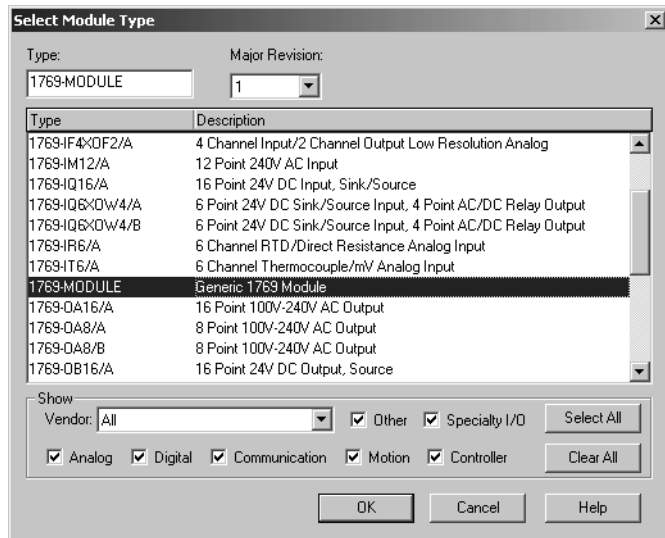 Select Module Type
Type: Major Revision:
1769-MODULE 1
Type Description
1769-IF4XOF2/A 4 Channel Input/2 Channel Output Low Resolution Analog
1769-IM12/A 12 Point 240V AC Input
1769-IQ16/A 16 Point 24V DC Input, Sink/Source
1769-IQ6XOW4/A 6 Point 24V DC Sink/Source Input, 4 Point AC/DC Relay Output
1769-IQ6XOW4/B 6 Point 24V DC Sink/Source Input, 4 Point AC/DC Relay Output
1769-IR6/A 6 Channel RTD/Direct Resistance Analog Input
1769-IT6/A 6 Channel Thermocouple/mV Analog Input
1769-MODULE Generic 1769 Module
1769-OA16/A 16 Point 100V-240V AC Output
1769-OA8/A 8 Point 100V-240V AC Output
1769-OA8/B 8 Point 100V-240V AC Output
1769-OB16/A 16 Point 24V DC Output, Source
Show
Vendor: All Other Specialty I/O Select All
Analog Digital Communication Motion Controller Clear All
OK Cancel Help